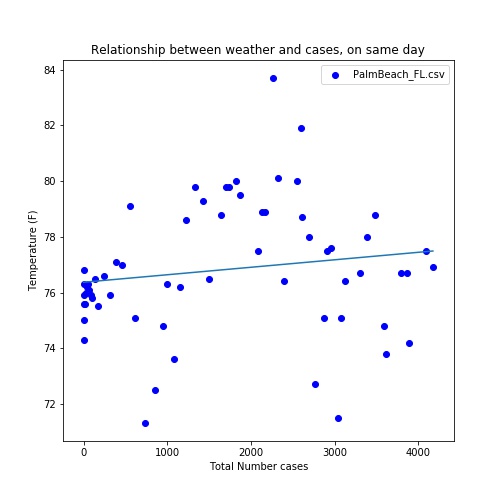 Relationship between weather and cases, on same day
PalmBeach_FL.csv
84
82
80
78
76
74
72
Temperature (F)
0 1000 2000 3000 4000
Total Number cases